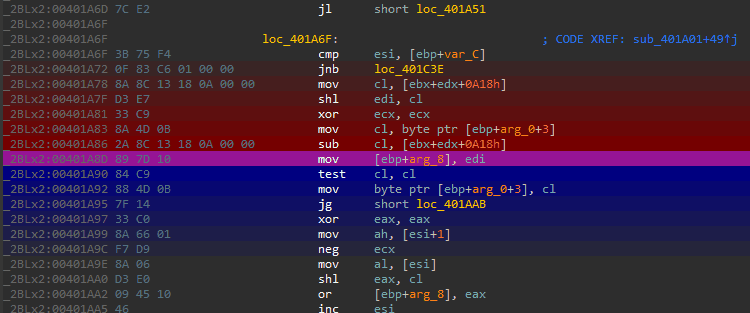 _2BLx2:00401A6D 7C E2 jl short loc_401A51
_2BLx2:00401A6F
_2BLx2:00401A6F loc_401A6F: ; CODE XREF: sub_401A01+49↑j
_2BLx2:00401A6F 3B 75 F4 cmp esi, [ebp+var_C]
_2BLx2:00401A72 0F 83 C6 01 00 00 jnb loc_401C3E
_2BLx2:00401A78 8A 8C 13 18 0A 00 00 mov cl, [ebx+edx+0A18h]
_2BLx2:00401A7F D3 E7 shl edi, cl
_2BLx2:00401A81 33 C9 xor ecx, ecx
_2BLx2:00401A83 8A 4D 0B mov cl, byte ptr [ebp+arg_0+3]
_2BLx2:00401A86 2A 8C 13 18 0A 00 00 sub cl, [ebx+edx+0A18h]
_2BLx2:00401A8D 89 7D 10 mov [ebp+arg_8], edi
_2BLx2:00401A90 84 C9 test cl, cl
_2BLx2:00401A92 88 4D 0B mov byte ptr [ebp+arg_0+3], cl
_2BLx2:00401A95 7F 14 jg short loc_401AAB
_2BLx2:00401A97 33 C0 xor eax, eax
_2BLx2:00401A99 8A 66 01 mov ah, [esi+1]
_2BLx2:00401A9C F7 D9 neg ecx
_2BLx2:00401A9E 8A 06 mov al, [esi]
_2BLx2:00401AA0 D3 E0 shl eax, cl
_2BLx2:00401AA2 09 45 10 or [ebp+arg_8], eax
_2BLx2:00401AA5 46 inc esi